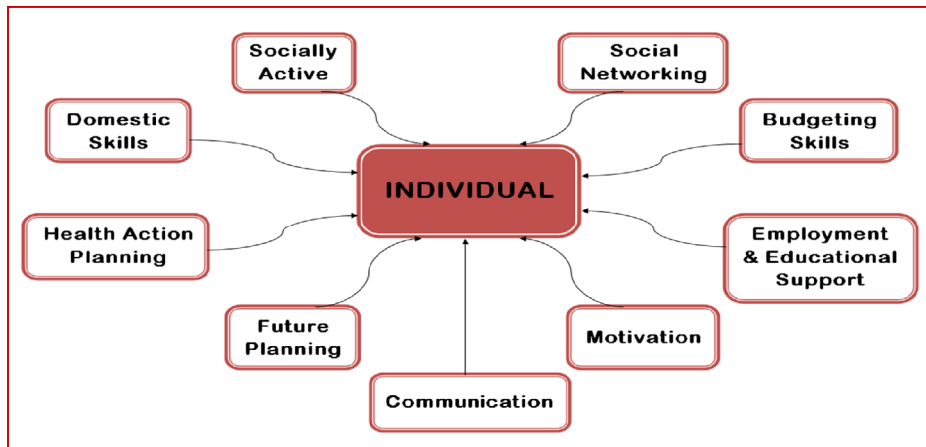 Socially
Active
Social
Networking
Domestic
Skills
Budgeting
Skills
INDIVIDUAL
Health Action
Planning
Employment
& Educational
Support
Future
Planning
Motivation
Communication